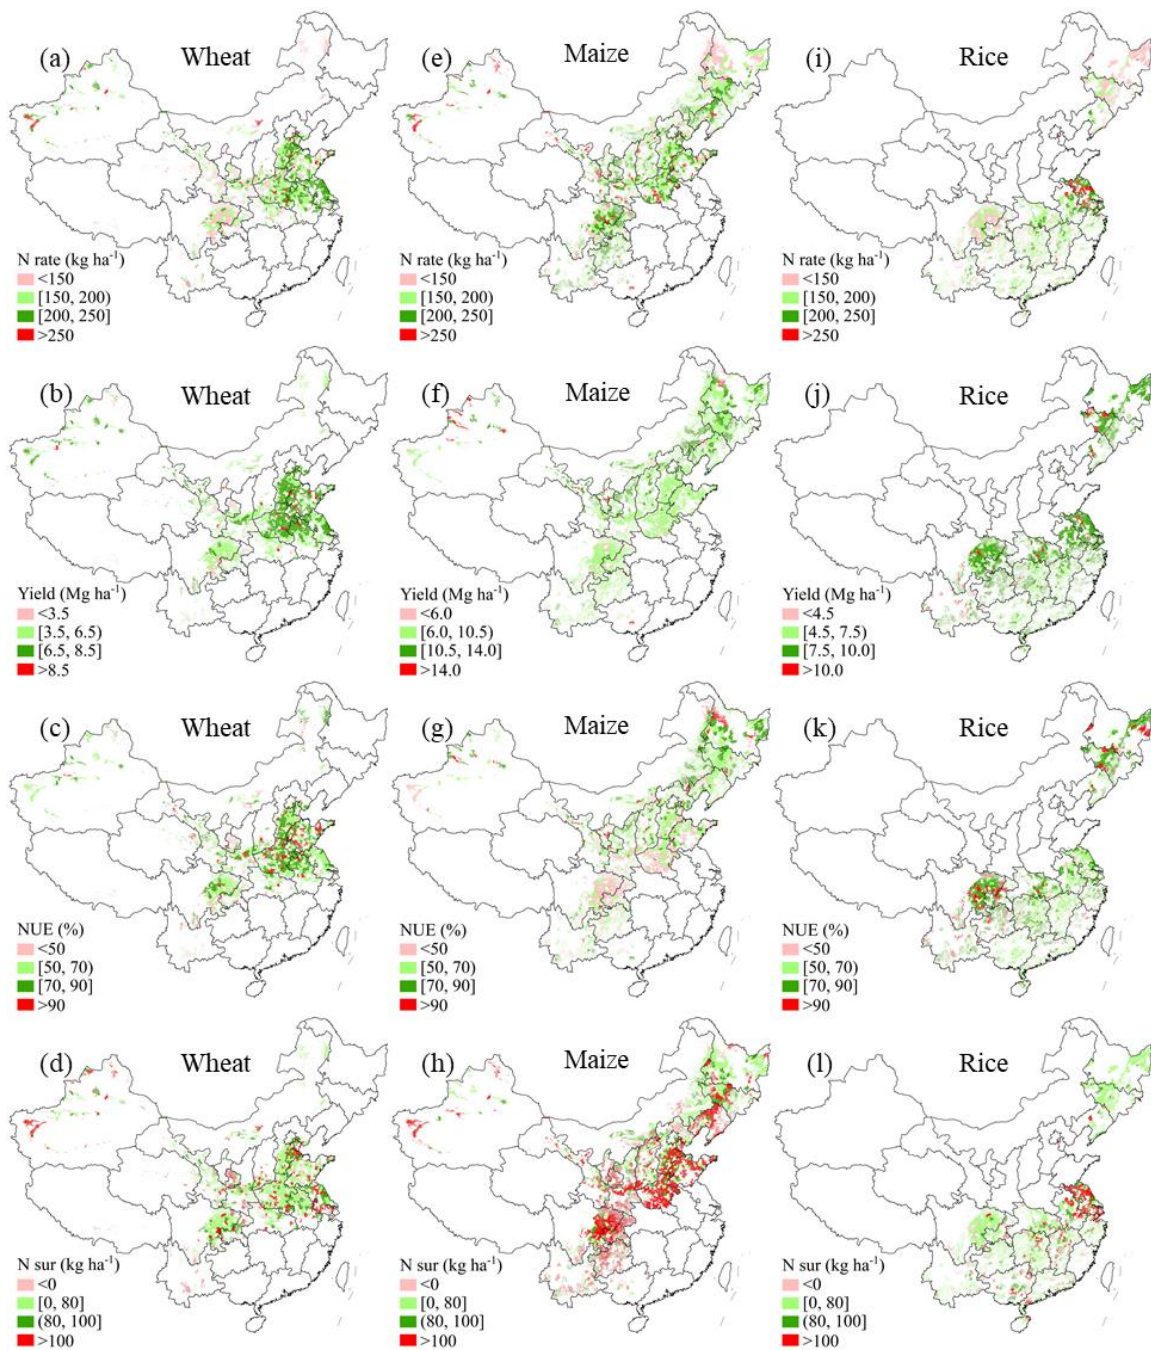 (a) Wheat
N rate (kg ha⁻¹)
<150
[150, 200)
[200, 250]
>250
(e) Maize
N rate (kg ha⁻¹)
<150
[150, 200)
[200, 250]
>250
(i) Rice
N rate (kg ha⁻¹)
<150
[150, 200)
[200, 250]
>250
(b) Wheat
Yield (Mg ha⁻¹)
<3.5
[3.5, 6.5)
[6.5, 8.5]
>8.5
(f) Maize
Yield (Mg ha⁻¹)
<6.0
[6.0, 10.5)
[10.5, 14.0]
>14.0
(j) Rice
Yield (Mg ha⁻¹)
<4.5
[4.5, 7.5)
[7.5, 10.0]
>10.0
(c) Wheat
NUE (%)
<50
[50, 70)
[70, 90]
>90
(g) Maize
NUE (%)
<50
[50, 70)
[70, 90]
>90
(k) Rice
NUE (%)
<50
[50, 70)
[70, 90]
>90
(d) Wheat
N sur (kg ha⁻¹)
<0
[0, 80]
(80, 100]
>100
(h) Maize
N sur (kg ha⁻¹)
<0
[0, 80]
(80, 100]
>100
(l) Rice
N sur (kg ha⁻¹)
<0
[0, 80]
(80, 100]
>100